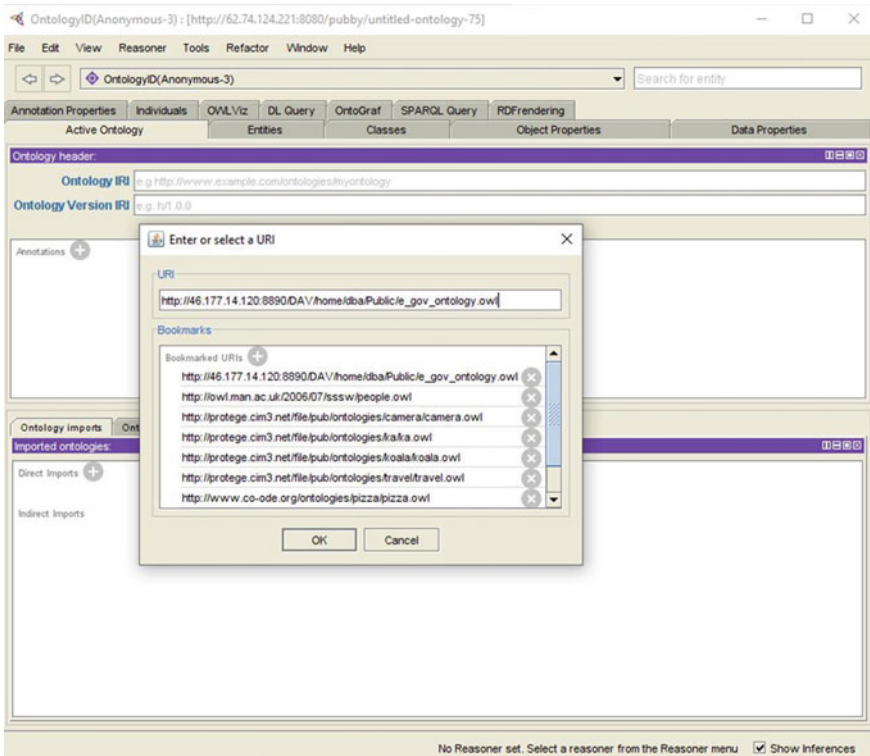 OntologyID(Anonymous-3) : [http://62.74.124.221:8080/pubby/untitled-ontology-75]
File Edit View Reasoner Tools Refactor Window Help
OntologyID(Anonymous-3) Search for entity
Annotation Properties Individuals OWLViz DL Query OntoGraf SPARQL Query RDFrendering
Active Ontology Entities Classes Object Properties Data Properties
Ontology header:
Ontology IRI e.g http://www.example.com/ontologies/myontology
Ontology Version IRI e.g. h/1.0.0
Annotations
Enter or select a URI
URI
http://46.177.14.120:8890/DAV/home/dba/Public/e_gov_ontology.owl
Bookmarks
Bookmarked URIs
http://46.177.14.120:8890/DAV/home/dba/Public/e_gov_ontology.owl
http://owl.man.ac.uk/2006/07/sssw/people.owl
http://protege.cim3.net/file/pub/ontologies/camera/camera.owl
http://protege.cim3.net/file/pub/ontologies/ka/ka.owl
http://protege.cim3.net/file/pub/ontologies/koala/koala.owl
http://protege.cim3.net/file/pub/ontologies/travel/travel.owl
http://www.co-ode.org/ontologies/pizza/pizza.owl
OK Cancel
Ontology imports Ont
Imported ontologies:
Direct Imports
Indirect Imports
No Reasoner set. Select a reasoner from the Reasoner menu Show Inferences